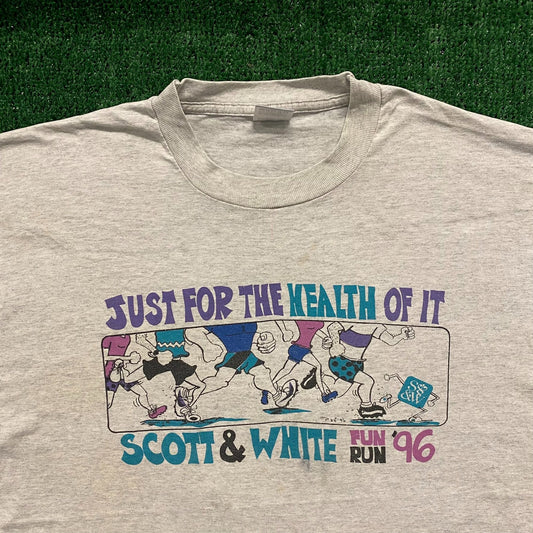 JUST FOR THE HEALTH OF IT
S&W
SCOTT & WHITE FUN RUN '96